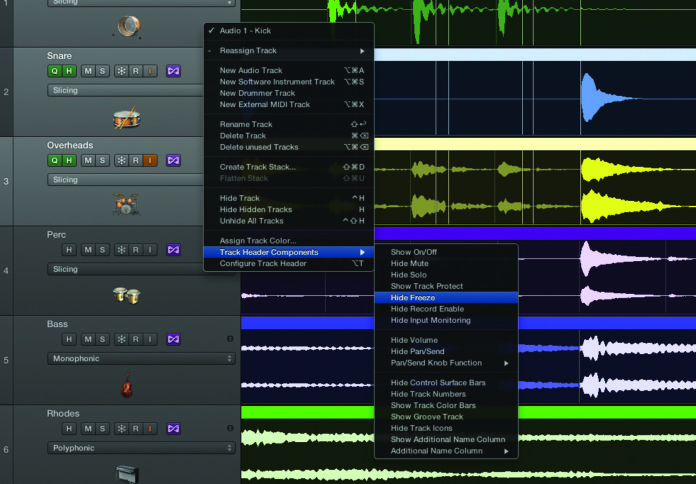 1
Slicing
Snare
Q H M S R I
2
Slicing
Overheads
Q H M S R I
3
Slicing
Perc
H M S R I
4
Slicing
Bass
H M S R I
5
Monophonic
Rhodes
H M S R I
6
Polyphonic
✓ Audio 1 - Kick
- Reassign Track ▶
New Audio Track ⌥⌘A
New Software Instrument Track ⌥⌘S
New Drummer Track
New External MIDI Track ⌥⌘X
Rename Track ⇧↩
Delete Track ⌘⌫
Delete unused Tracks ⌥⌘⌫
Create Track Stack... ⇧⌘D
Flatten Stack ⇧⌘U
Hide Track ⌃H
Hide Hidden Tracks H
Unhide All Tracks ⌃⇧H
Assign Track Color...
Track Header Components ▶
Configure Track Header ⌥T
Show On/Off
Hide Mute
Hide Solo
Show Track Protect
Hide Freeze
Hide Record Enable
Hide Input Monitoring
Hide Volume
Hide Pan/Send
Pan/Send Knob Function ▶
Hide Control Surface Bars
Hide Track Numbers
Show Track Color Bars
Show Groove Track
Hide Track Icons
Show Additional Name Column
Additional Name Column ▶